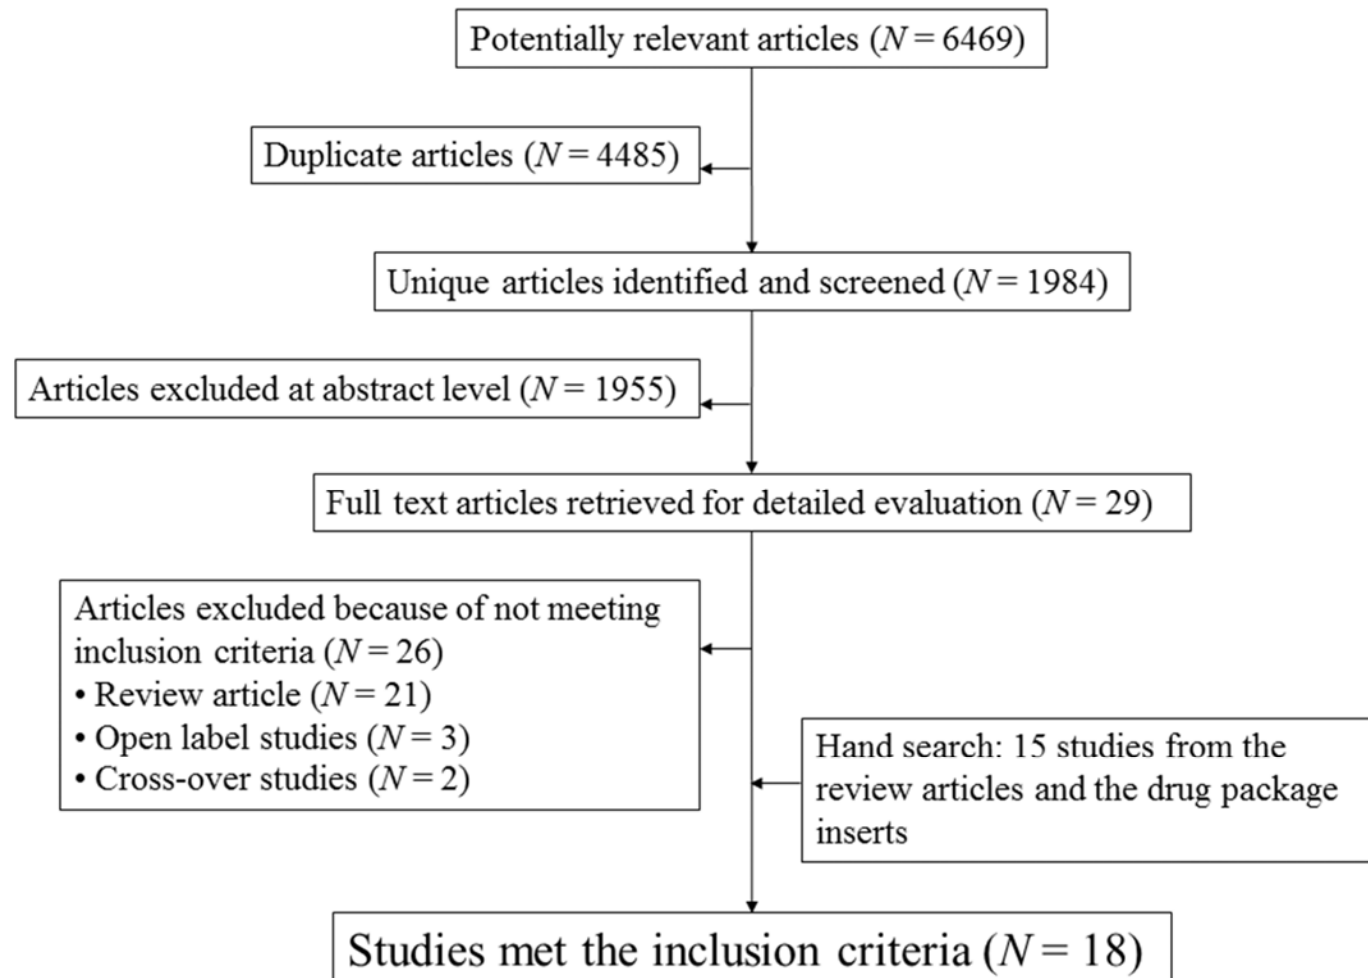 Potentially relevant articles (N = 6469)
Duplicate articles (N = 4485)
Unique articles identified and screened (N = 1984)
Articles excluded at abstract level (N = 1955)
Full text articles retrieved for detailed evaluation (N = 29)
Articles excluded because of not meeting
inclusion criteria (N = 26)
• Review article (N = 21)
• Open label studies (N = 3)
• Cross-over studies (N = 2)
Hand search: 15 studies from the
review articles and the drug package
inserts
Studies met the inclusion criteria (N = 18)